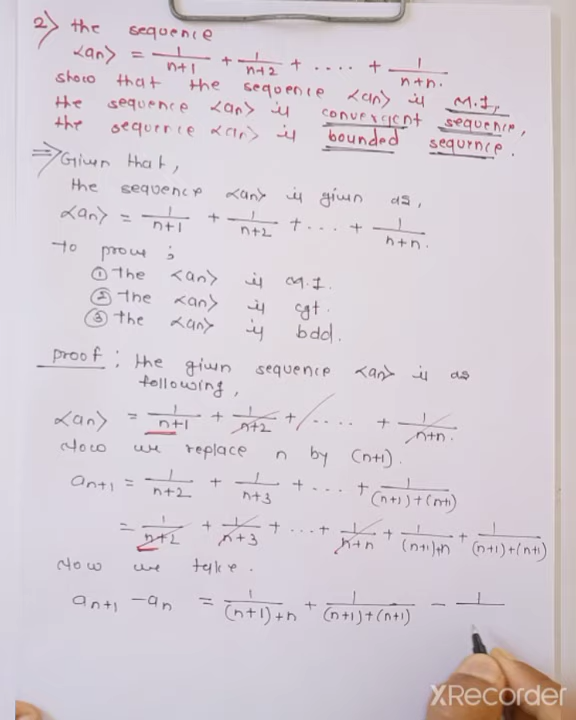 2) the sequence
<an> = 1/n+1 + 1/n+2 + .... + 1/n+n.
show that the sequence <an> is M.I,
the sequence <an> is convergent sequence,
the sequence <an> is bounded sequence.
⇒ Given that,
the sequence <an> is given as,
<an> = 1/n+1 + 1/n+2 + ... + 1/n+n.
To prove :
① the <an> is M.I.
② the <an> is cgt.
③ the <an> is bdd.
proof : the given sequence <an> is as
following,
<an> = 1/n+1 + 1/n+2 + .... + 1/n+n.
Now we replace n by (n+1).
an+1 = 1/n+2 + 1/n+3 + ... + 1/(n+1)+(n+1)
= 1/n+2 + 1/n+3 + ... + 1/n+n + 1/(n+1)+n + 1/(n+1)+(n+1)
Now we take.
an+1 - an = 1/(n+1)+n + 1/(n+1)+(n+1) - 1/
XRecorder